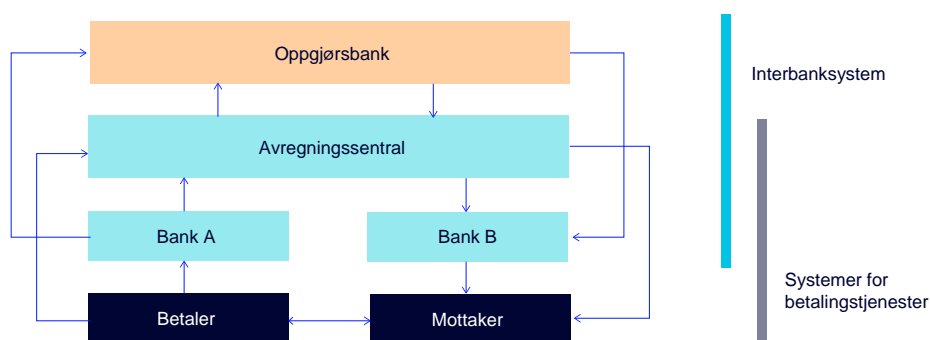 Oppgjørsbank
Interbanksystem
Avregningssentral
Bank A
Bank B
Systemer for
betalingstjenester
Betaler
Mottaker